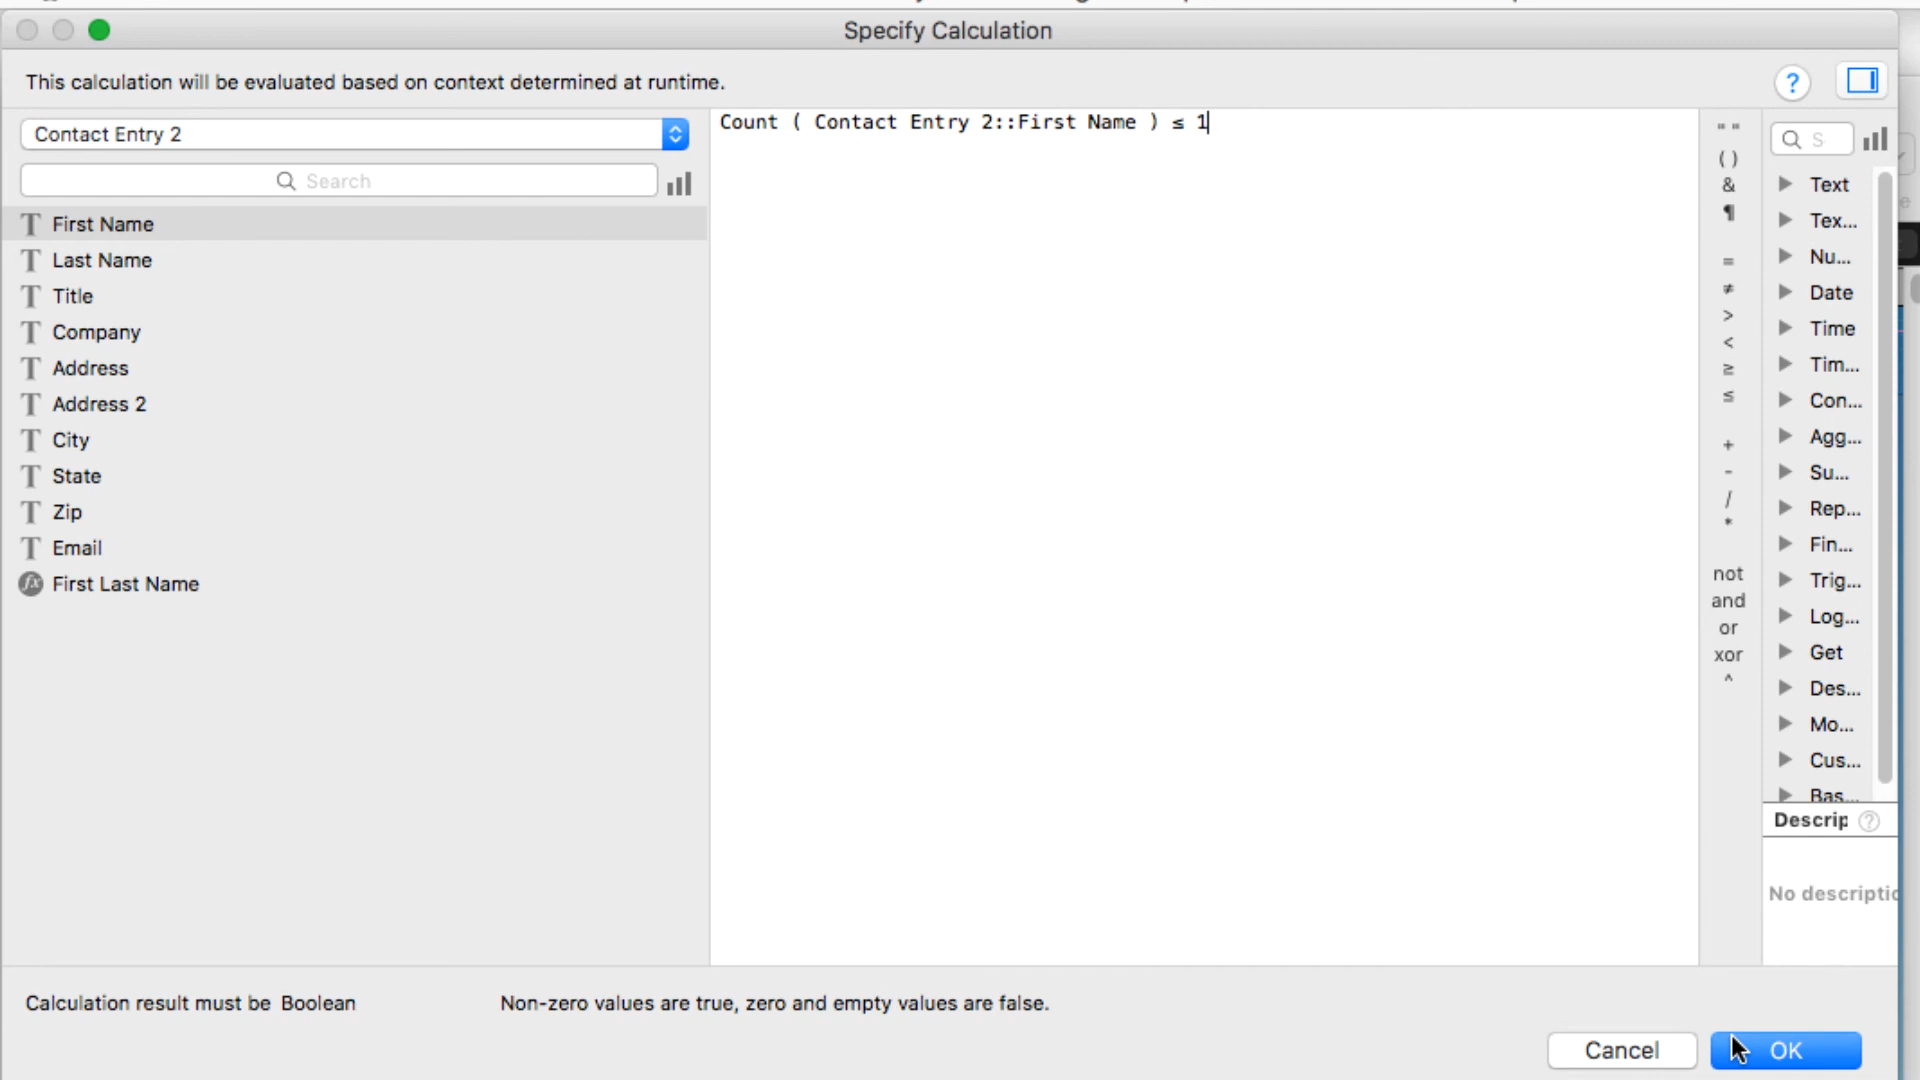 Specify Calculation
This calculation will be evaluated based on context determined at runtime.
?
Contact Entry 2
Search
T First Name
T Last Name
T Title
T Company
T Address
T Address 2
T City
T State
T Zip
T Email
fx First Last Name
Count ( Contact Entry 2::First Name ) ≤ 1
" "
( )
&
¶
=
≠
>
<
≥
≤
+
-
/
*
not
and
or
xor
^
S
Text
Tex...
Nu...
Date
Time
Tim...
Con...
Agg...
Su...
Rep...
Fin...
Trig...
Log...
Get
Des...
Mo...
Cus...
Bas...
Descrip ?
No descriptio
Calculation result must be Boolean
Non-zero values are true, zero and empty values are false.
Cancel
OK